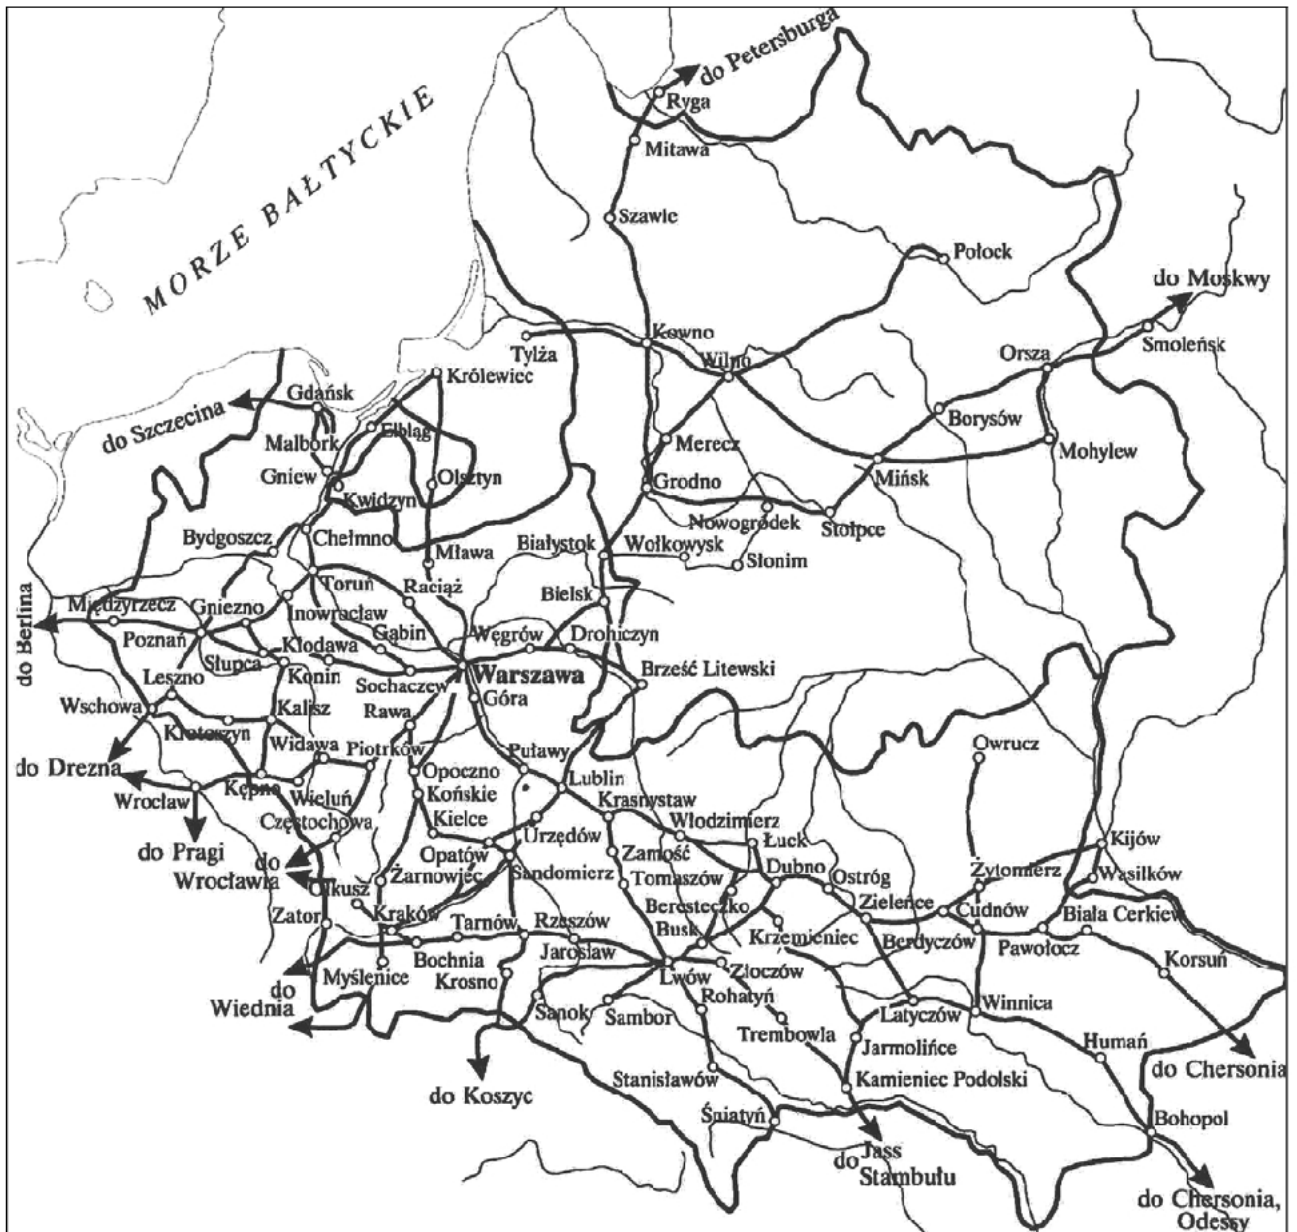 do Petersburga
Ryga
Mitawa
MORZE BAŁTYCKIE
Szawle
Połock
do Moskwy
Smoleńsk
Kowno
Tylża
Wilno
Orsza
Królewiec
Gdańsk
do Szczecina
Borysów
Elbląg
Malbork
Merecz
Mohylew
Gniew
Olsztyn
Grodno
Mińsk
Kwidzyn
Nowogródek
Stołpce
Bydgoszcz
Chełmno
Białystok
Wołkowysk
Mława
Słonim
Toruń
Raciąż
Bielsk
Międzyrzecz
Gniezno
Inowrocław
do Berlina
Poznań
Gąbin
Węgrów
Drohiczyn
Kłodawa
Słupca
Konin
Warszawa
Brześć Litewski
Leszno
Sochaczew
Góra
Wschowa
Kalisz
Rawa
Krotoszyn
Widawa
Piotrków
Puławy
Owrucz
do Drezna
Opoczno
Lublin
Wrocław
Kępno
Wieluń
Końskie
Krasnystaw
Częstochowa
Kielce
Urzędów
Włodzimierz
Łuck
Kijów
do Pragi
Opatów
Zamość
Dubno
do
Wrocławia
Żarnowiec
Sandomierz
Tomaszów
Ostróg
Żytomierz
Wasilków
Olkusz
Beresteczko
Zieleńce
Cudnów
Biała Cerkiew
Zator
Kraków
Tarnów
Rzeszów
Busk
Krzemieniec
Berdyczów
Pawołocz
Jarosław
Bochnia
Myślenice
Krosno
Lwów
Złoczów
Korsuń
do
Wiednia
Sanok
Sambor
Rohatyń
Latyczów
Winnica
Trembowla
Jarmolińce
Humań
do Koszyc
Stanisławów
Kamieniec Podolski
do Chersonia
Śniatyń
Bohopol
do Jass
Stambułu
do Chersonia,
Odessy